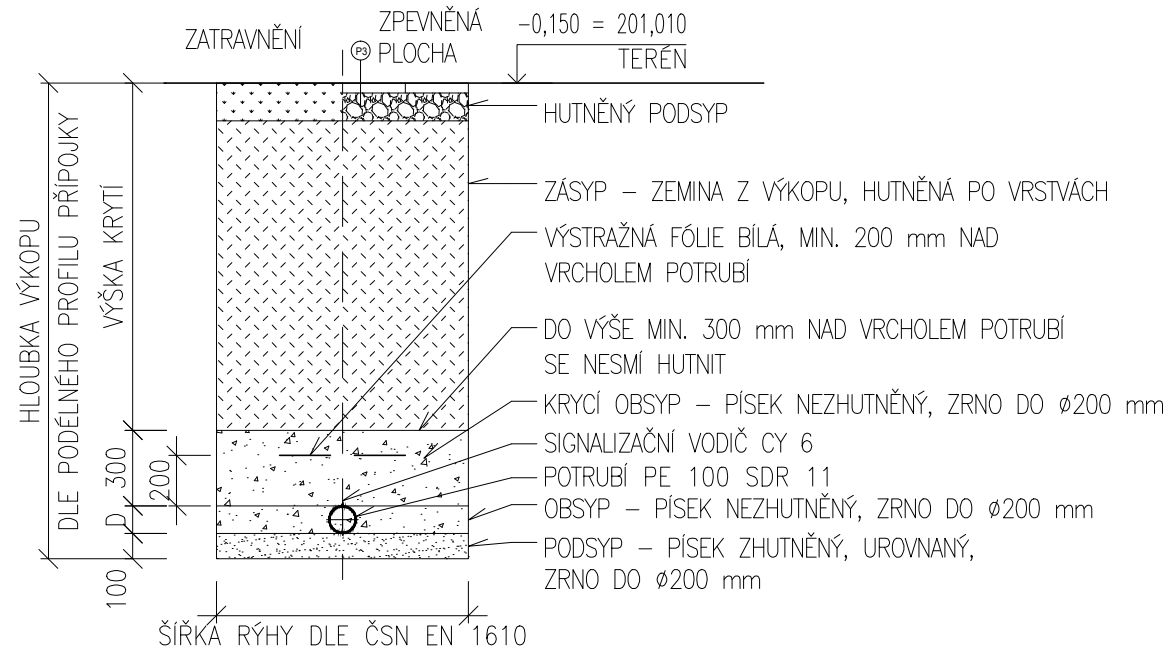 ZATRAVNĚNÍ
ZPEVNĚNÁ
PLOCHA
P3
-0,150 = 201,010
TERÉN
HUTNĚNÝ PODSYP
ZÁSYP – ZEMINA Z VÝKOPU, HUTNĚNÁ PO VRSTVÁCH
VÝSTRAŽNÁ FÓLIE BÍLÁ, MIN. 200 mm NAD
VRCHOLEM POTRUBÍ
DO VÝŠE MIN. 300 mm NAD VRCHOLEM POTRUBÍ
SE NESMÍ HUTNIT
KRYCÍ OBSYP – PÍSEK NEZHUTNĚNÝ, ZRNO DO ø200 mm
SIGNALIZAČNÍ VODIČ CY 6
POTRUBÍ PE 100 SDR 11
OBSYP – PÍSEK NEZHUTNĚNÝ, ZRNO DO ø200 mm
PODSYP – PÍSEK ZHUTNĚNÝ, UROVNANÝ,
ZRNO DO ø200 mm
HLOUBKA VÝKOPU
DLE PODÉLNÉHO PROFILU PŘÍPOJKY
VÝŠKA KRYTÍ
300
200
D
100
ŠÍŘKA RÝHY DLE ČSN EN 1610